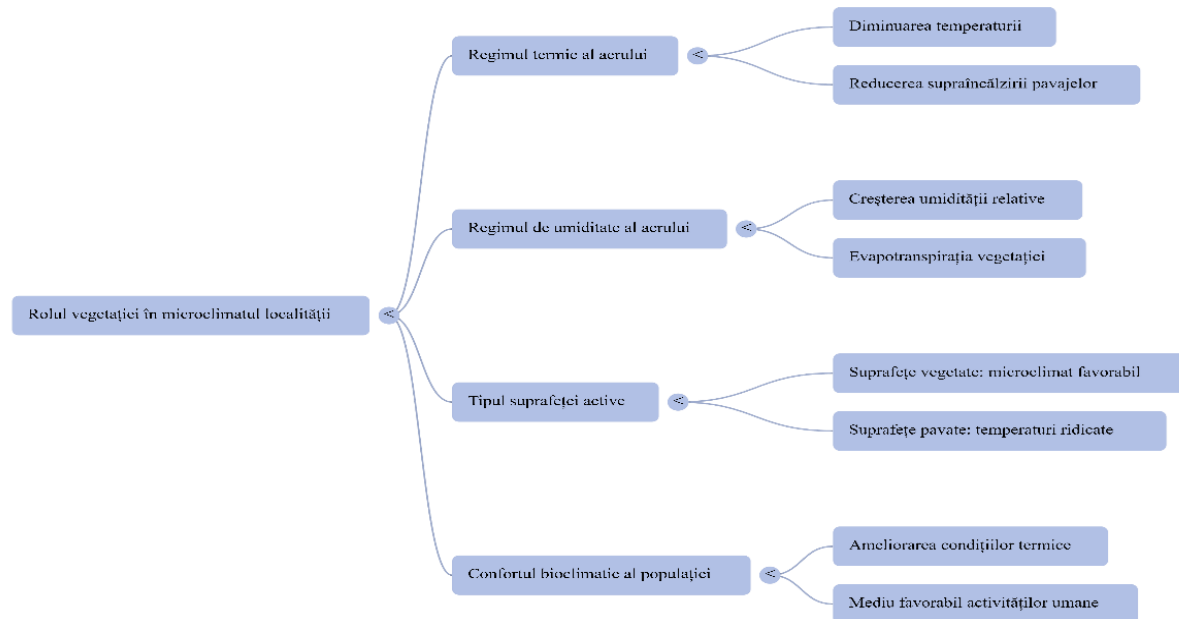 Rolul vegetației în microclimatul localității
<
Regimul termic al aerului
<
Diminuarea temperaturii
Reducerea supraîncălzirii pavajelor
Regimul de umiditate al aerului
<
Creșterea umidității relative
Evapotranspirația vegetației
Tipul suprafeței active
<
Suprafețe vegetate: microclimat favorabil
Suprafețe pavate: temperaturi ridicate
Confortul bioclimatic al populației
<
Ameliorarea condițiilor termice
Mediu favorabil activităților umane